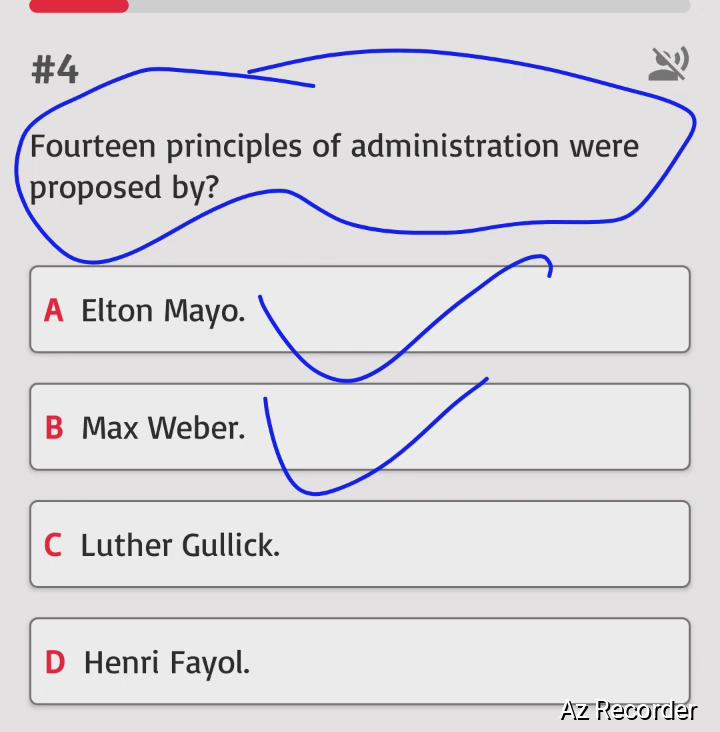 #4
Fourteen principles of administration were
proposed by?
A Elton Mayo.
B Max Weber.
C Luther Gullick.
D Henri Fayol.
Az Recorder